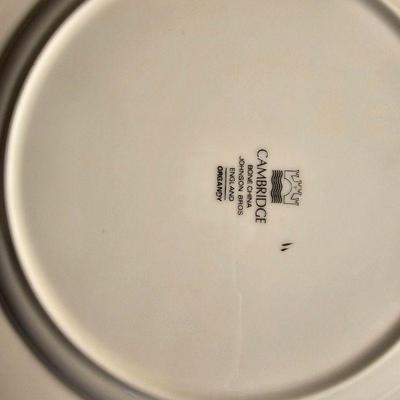 CAMBRIDGE
BONE CHINA
JOHNSON BROS
ENGLAND
ORGANDY